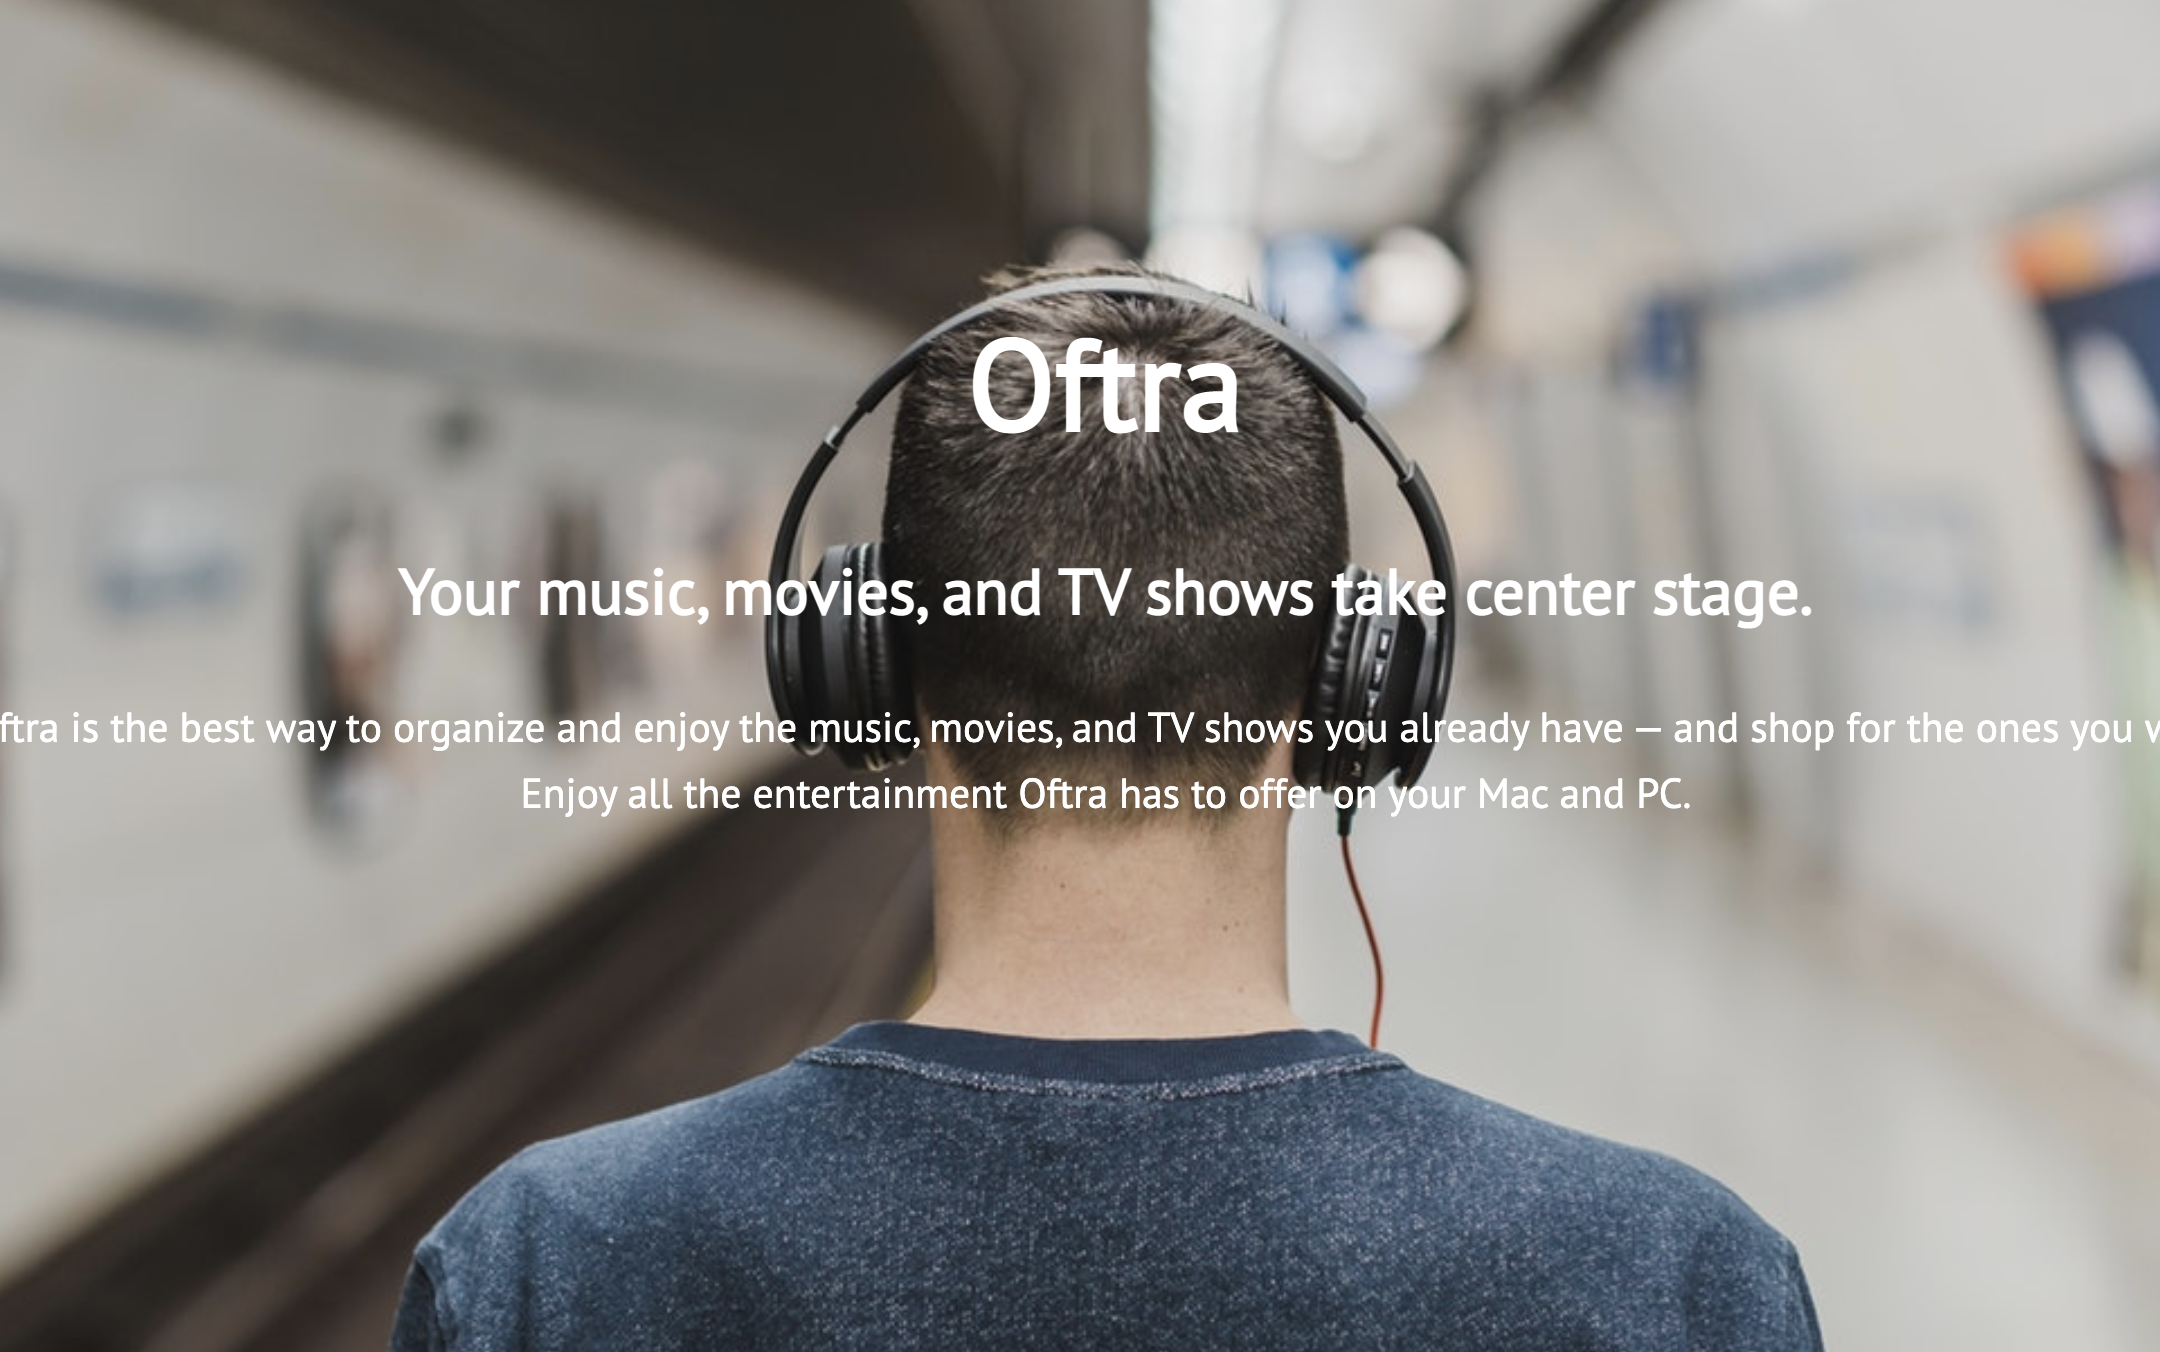 Oftra
Your music, movies, and TV shows take center stage.
ftra is the best way to organize and enjoy the music, movies, and TV shows you already have — and shop for the ones you
Enjoy all the entertainment Oftra has to offer on your Mac and PC.